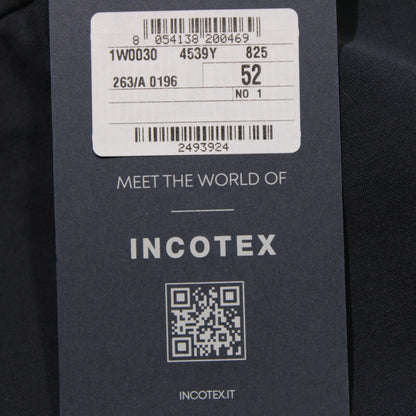 8 054138 200469
1W0030 4539Y 825
263/A 0196 52
NO 1
2493924
MEET THE WORLD OF
INCOTEX
INCOTEX.IT